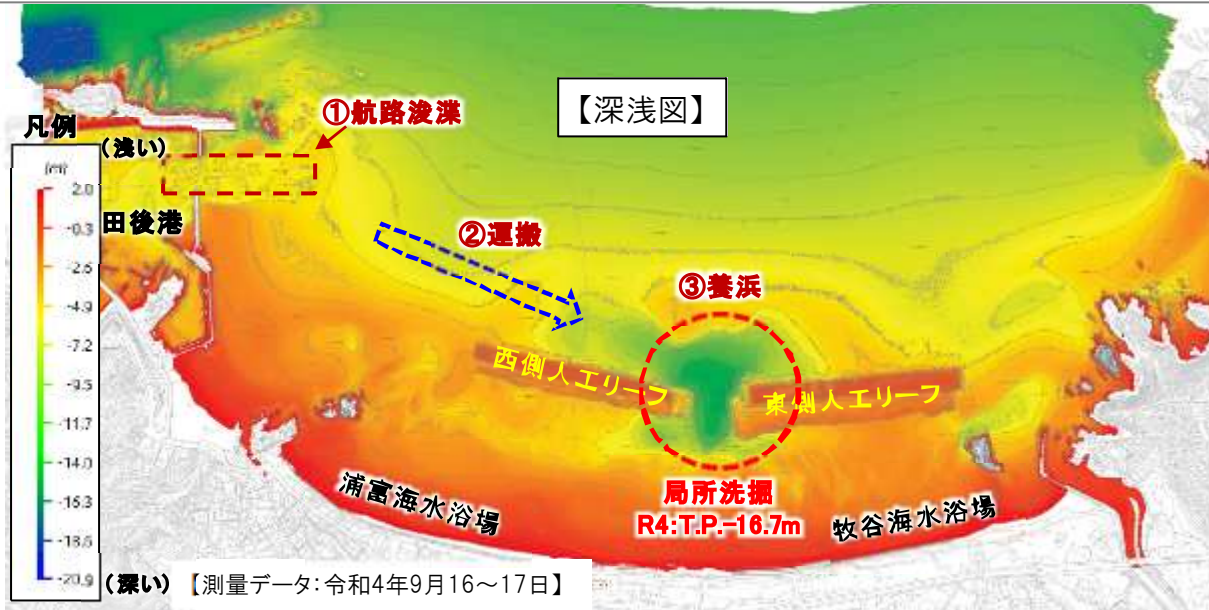 【深浅図】
①航路浚渫
凡例
(浅い)
(m)
2.0
-0.3
-2.6
-4.9
-7.2
-9.5
-11.7
-14.0
-16.3
-18.6
-20.9
(深い)
田後港
②運搬
③養浜
西側人工リーフ
東側人工リーフ
局所洗掘
R4:T.P.-16.7m
浦富海水浴場
牧谷海水浴場
【測量データ:令和4年9月16~17日】